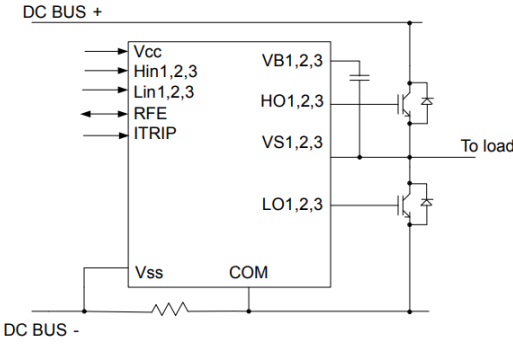 DC BUS +
Vcc
Hin1,2,3
Lin1,2,3
RFE
ITRIP
VB1,2,3
HO1,2,3
VS1,2,3
To load
LO1,2,3
Vss
COM
DC BUS -